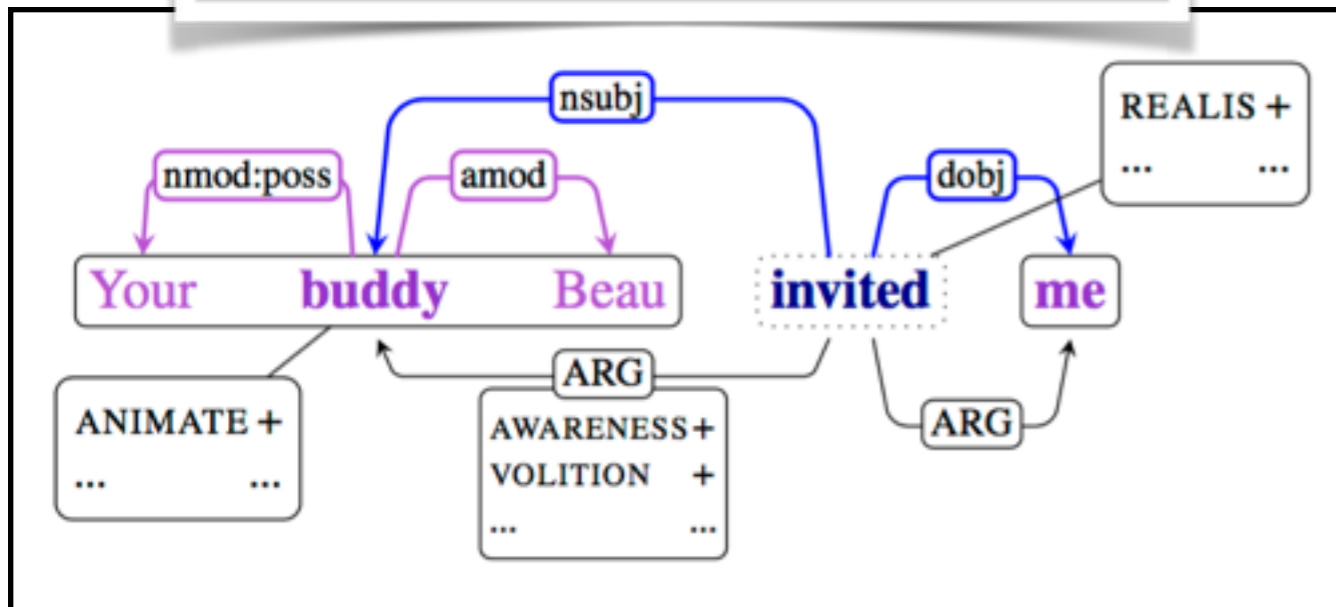 nsubj
REALIS +
... ...
nmod:poss amod dobj
Your buddy Beau invited me
ARG
ANIMATE +
... ...
AWARENESS +
VOLITION +
... ...
ARG